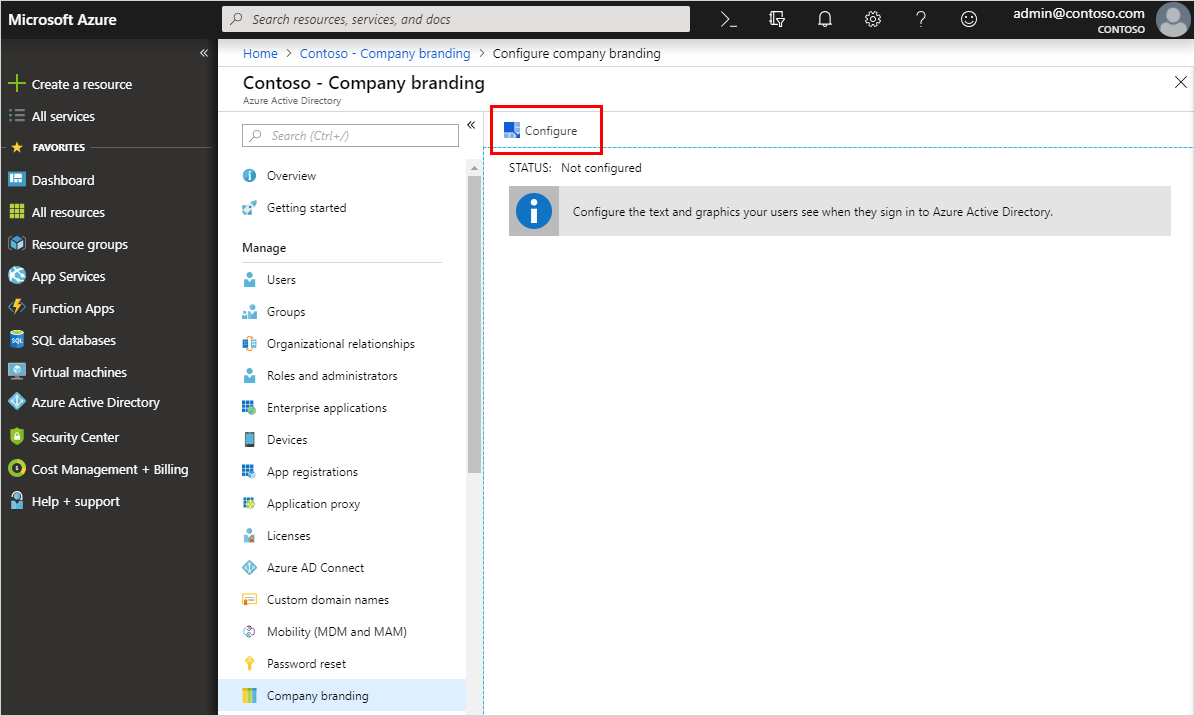 Microsoft Azure
Search resources, services, and docs
admin@contoso.com
CONTOSO
Create a resource
All services
FAVORITES
Dashboard
All resources
Resource groups
App Services
Function Apps
SQL databases
Virtual machines
Azure Active Directory
Security Center
Cost Management + Billing
Help + support
Home > Contoso - Company branding > Configure company branding
Contoso - Company branding
Azure Active Directory
Search (Ctrl+/)
Overview
Getting started
Manage
Users
Groups
Organizational relationships
Roles and administrators
Enterprise applications
Devices
App registrations
Application proxy
Licenses
Azure AD Connect
Custom domain names
Mobility (MDM and MAM)
Password reset
Company branding
Configure
STATUS: Not configured
Configure the text and graphics your users see when they sign in to Azure Active Directory.